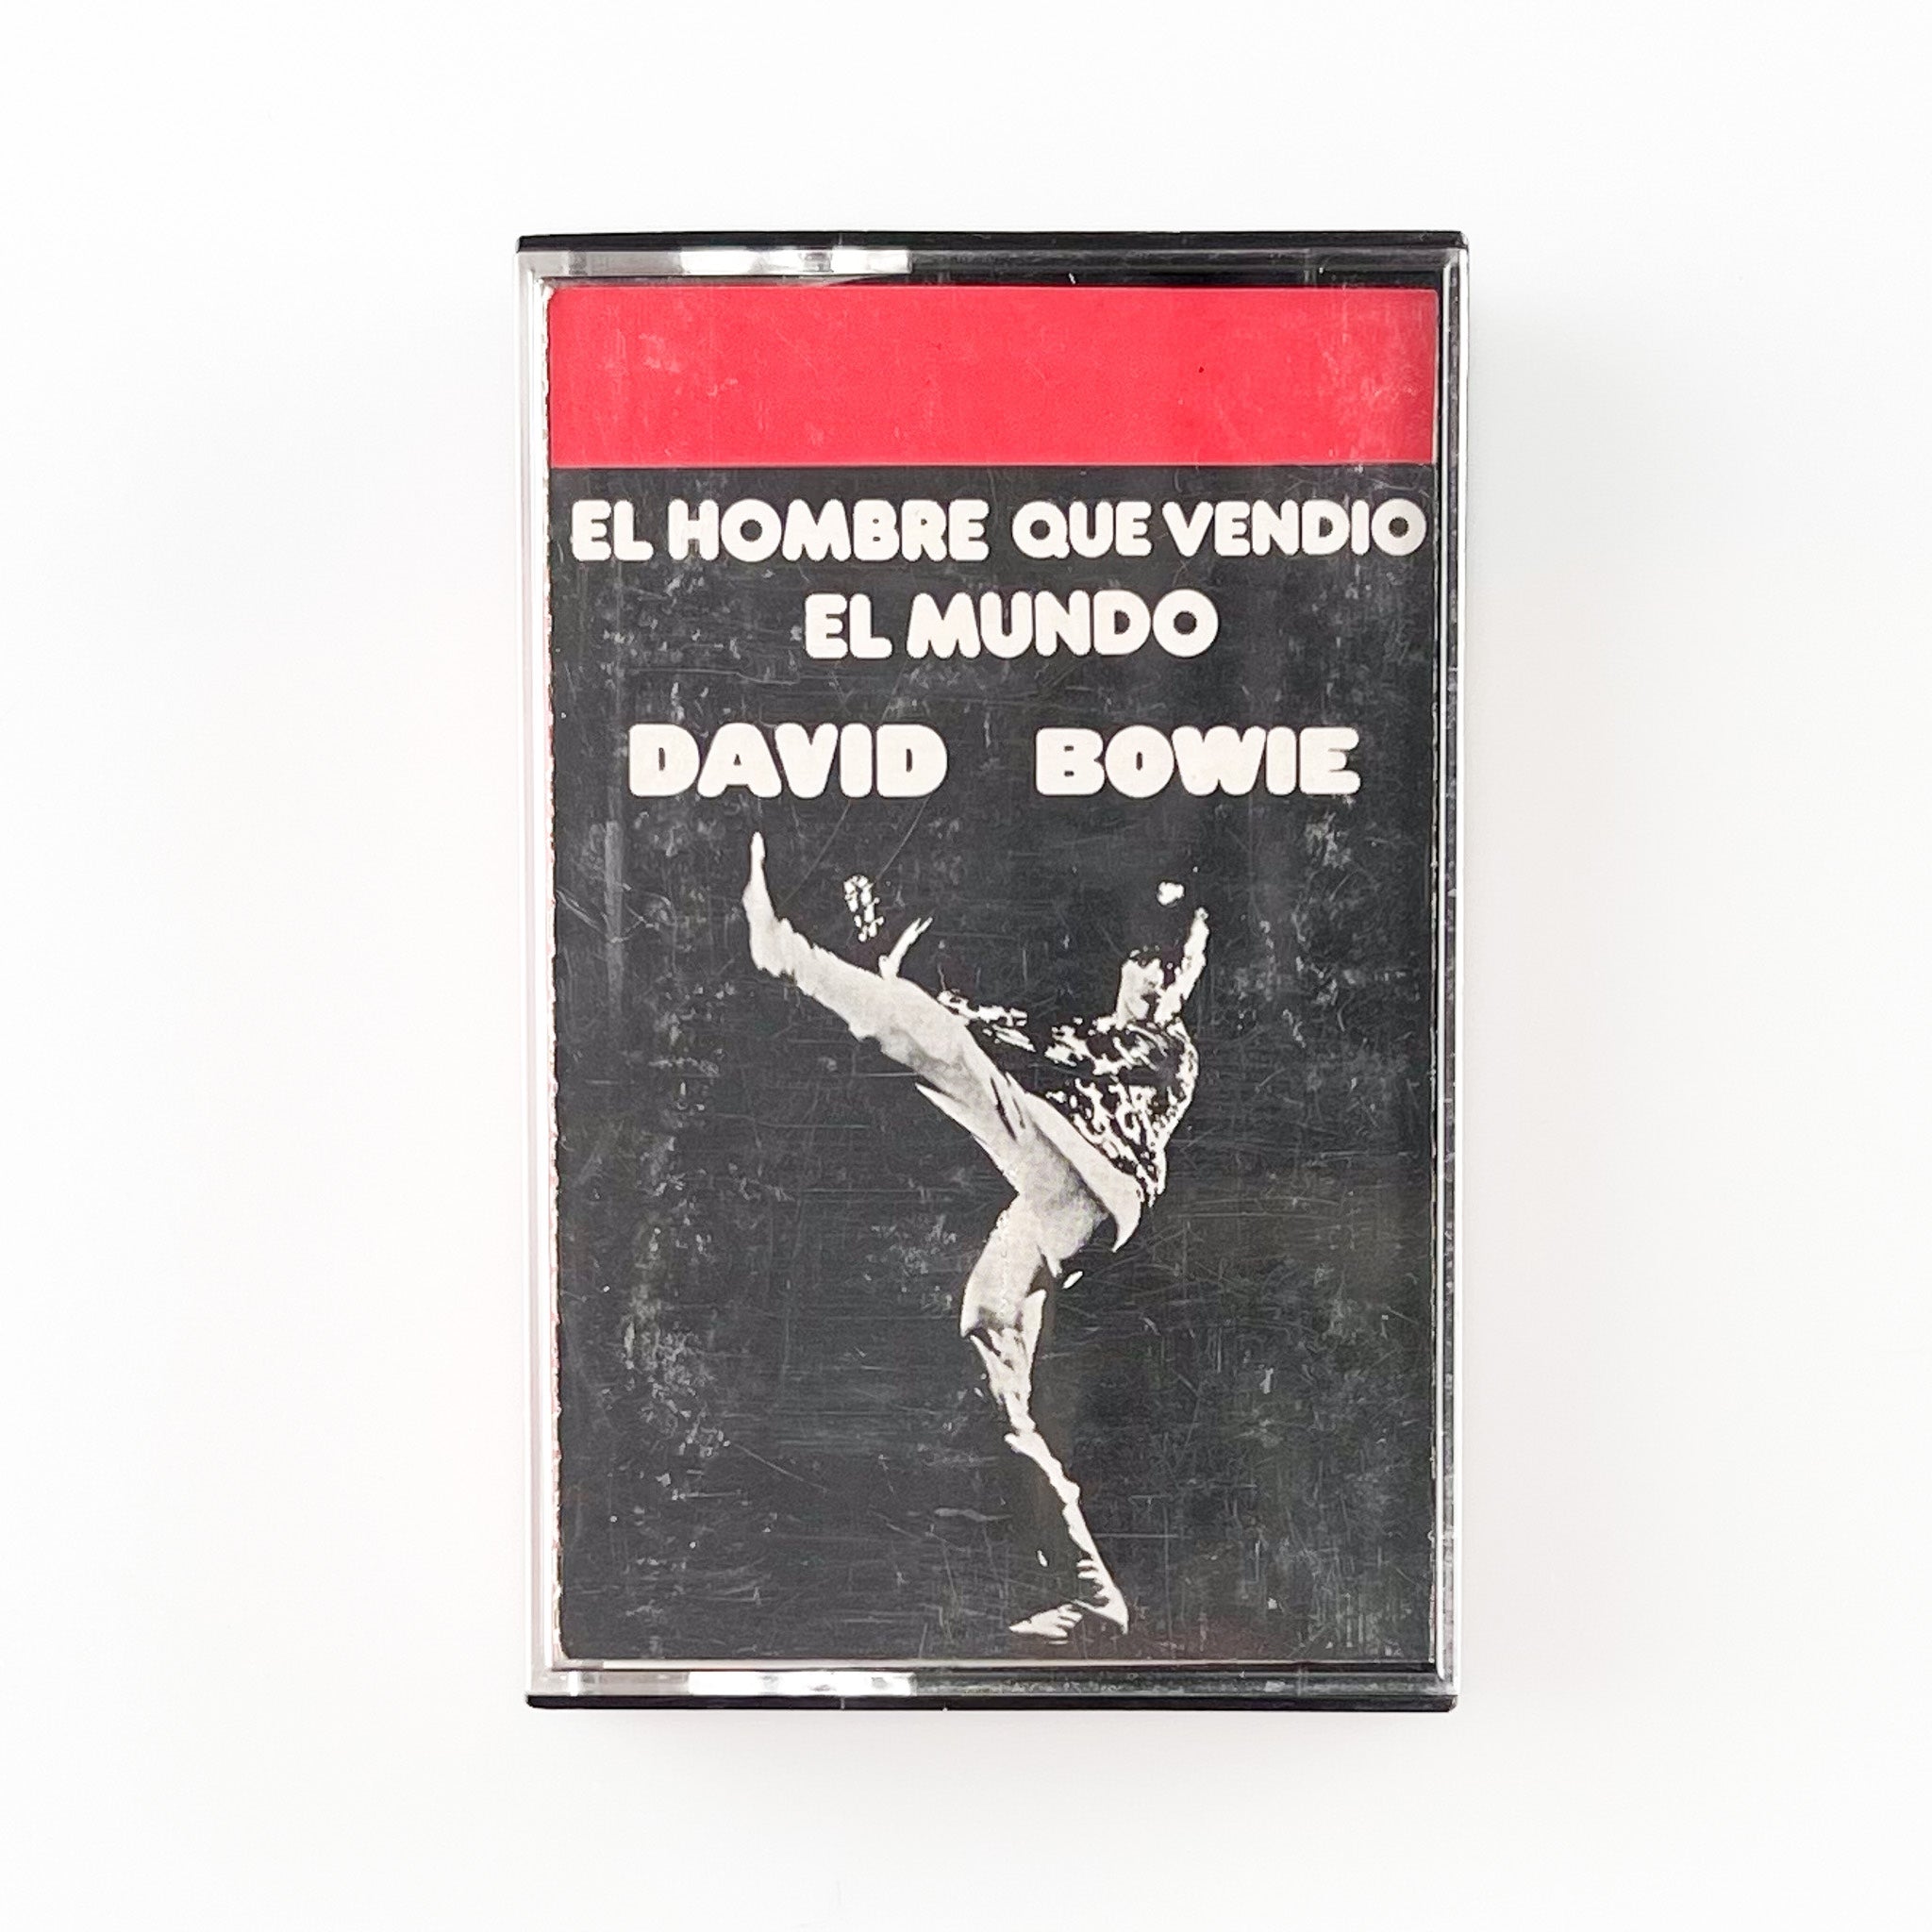 EL HOMBRE QUE VENDIO
EL MUNDO
DAVID BOWIE